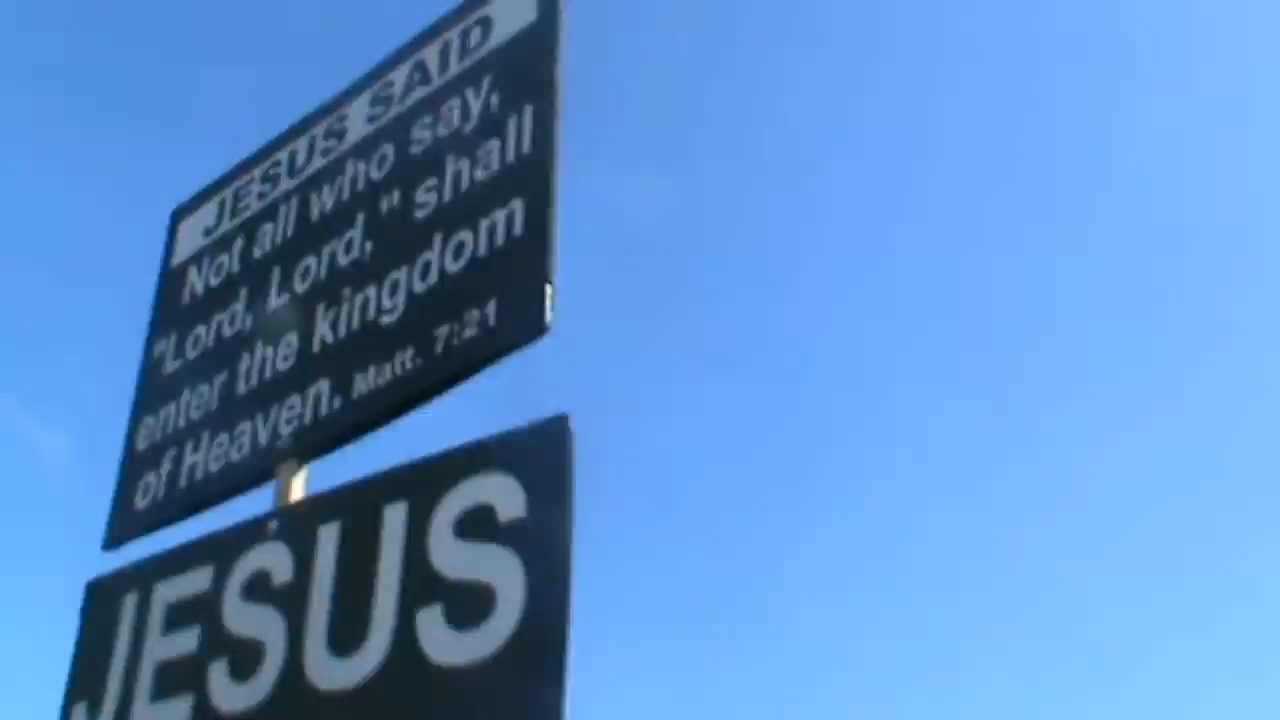 JESUS SAID
Not all who say,
"Lord, Lord," shall
enter the kingdom
of Heaven. Matt. 7:21
JESUS